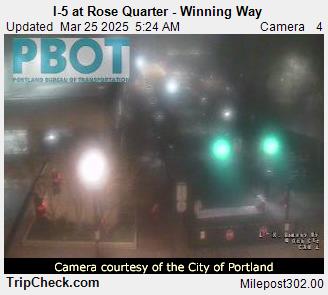 I-5 at Rose Quarter - Winning Way
Updated Mar 25 2025 5:24 AM Camera 4
PBOT
PORTLAND BUREAU OF TRANSPORTATION
Camera courtesy of the City of Portland
TripCheck.com Milepost302.00